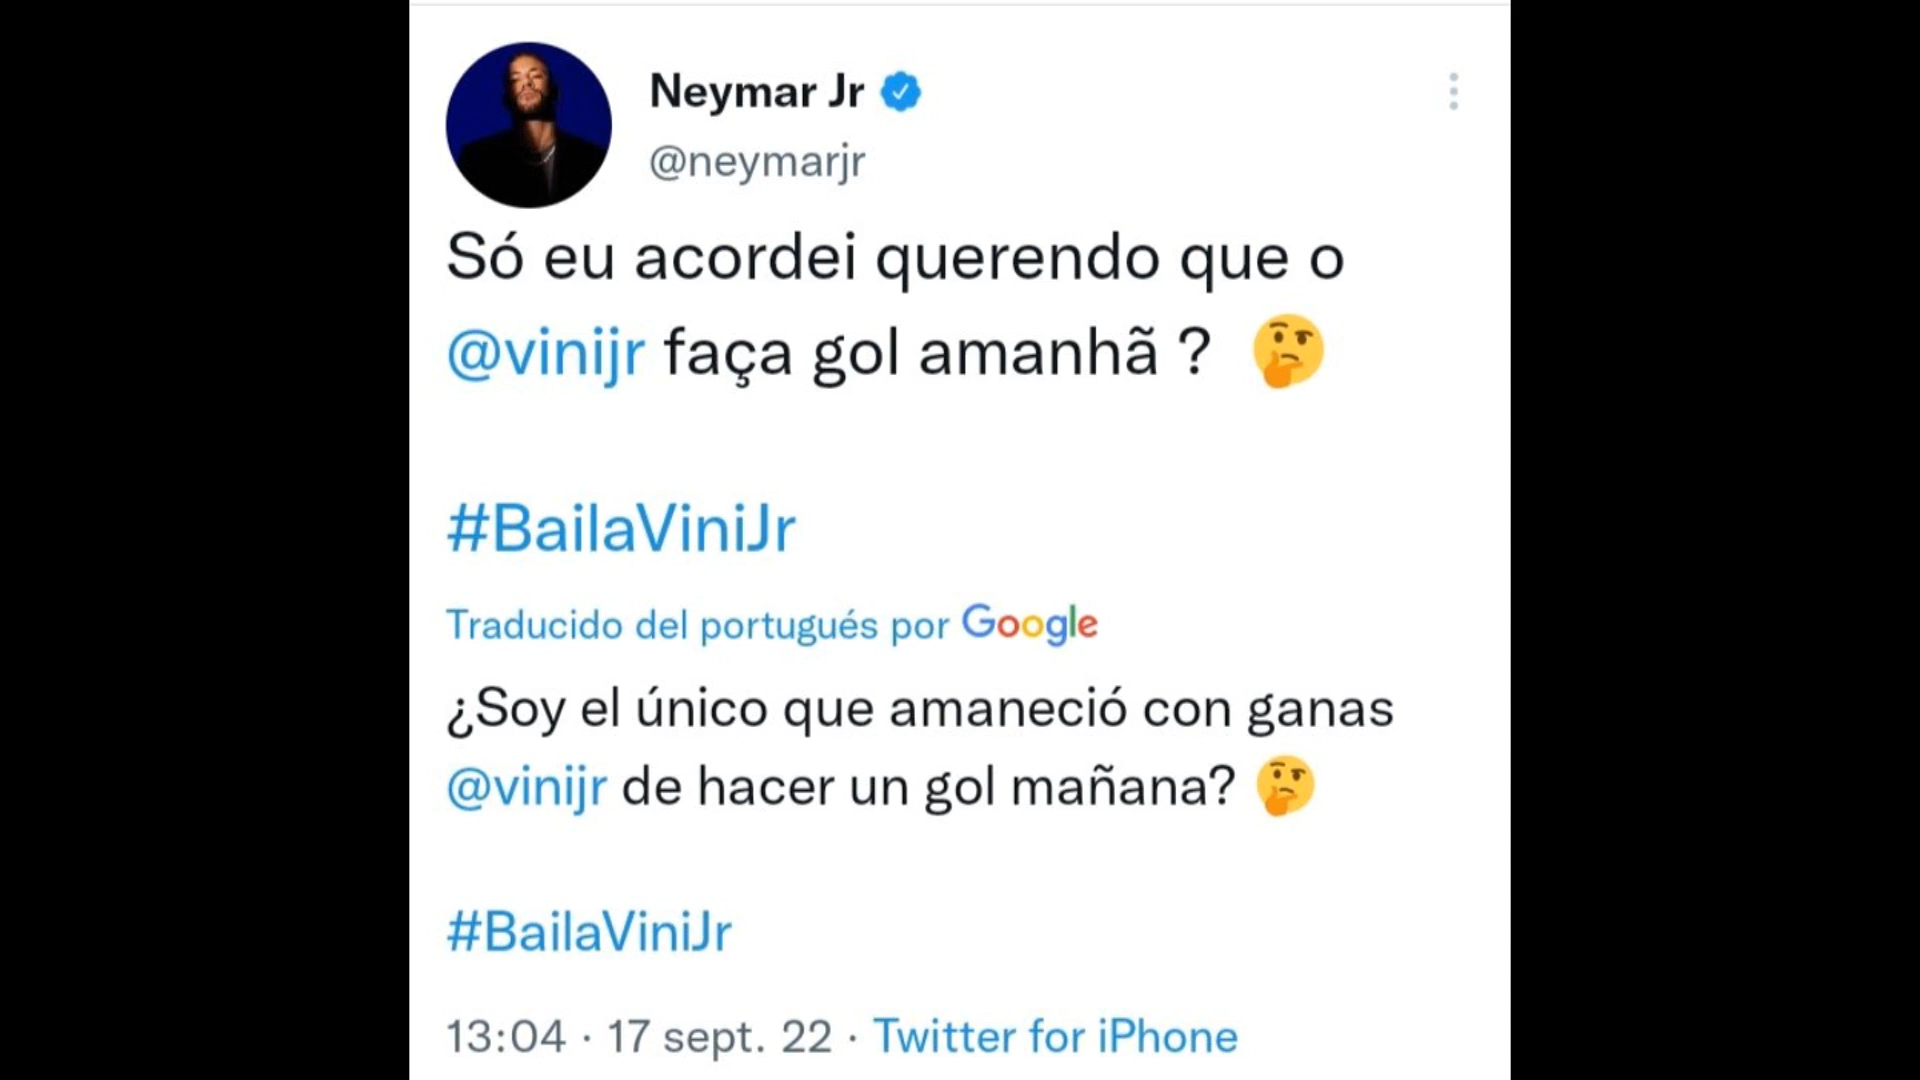 Neymar Jr
@neymarjr
Só eu acordei querendo que o
@vinijr faça gol amanhã ? 🤔
#BailaViniJr
Traducido del portugués por Google
¿Soy el único que amaneció con ganas
@vinijr de hacer un gol mañana? 🤔
#BailaViniJr
13:04 · 17 sept. 22 · Twitter for iPhone